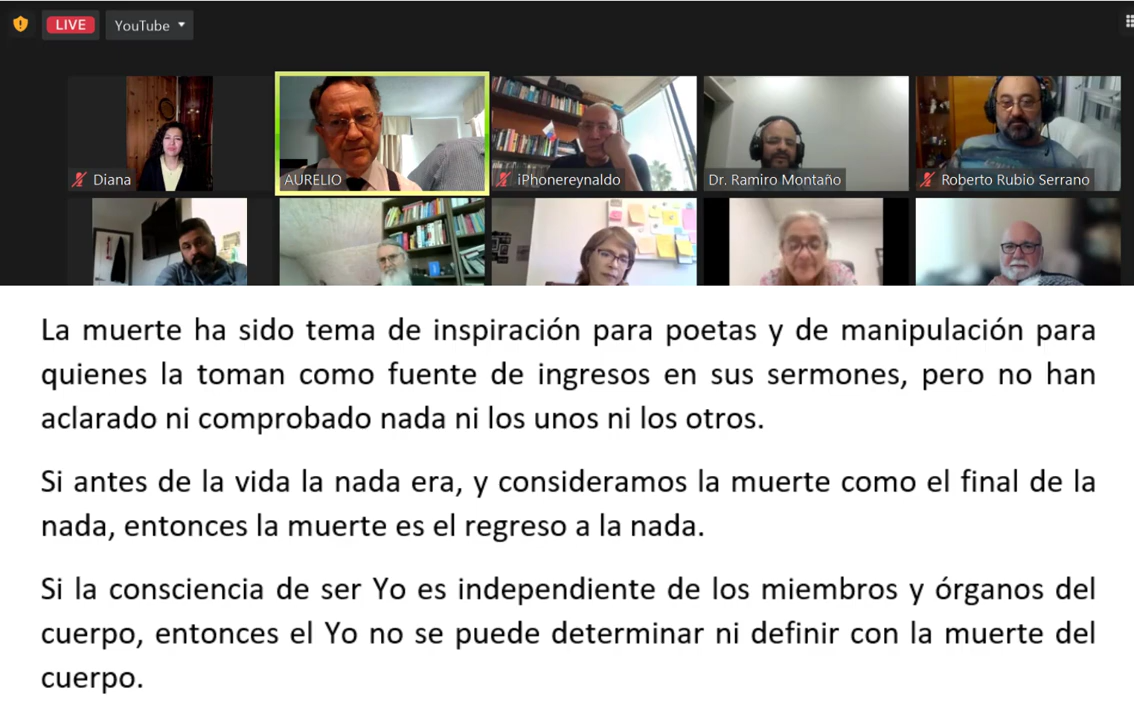 LIVE YouTube
Diana AURELIO iPhonereynaldo Dr. Ramiro Montaño Roberto Rubio Serrano
La muerte ha sido tema de inspiración para poetas y de manipulación para
quienes la toman como fuente de ingresos en sus sermones, pero no han
aclarado ni comprobado nada ni los unos ni los otros.
Si antes de la vida la nada era, y consideramos la muerte como el final de la
nada, entonces la muerte es el regreso a la nada.
Si la consciencia de ser Yo es independiente de los miembros y órganos del
cuerpo, entonces el Yo no se puede determinar ni definir con la muerte del
cuerpo.